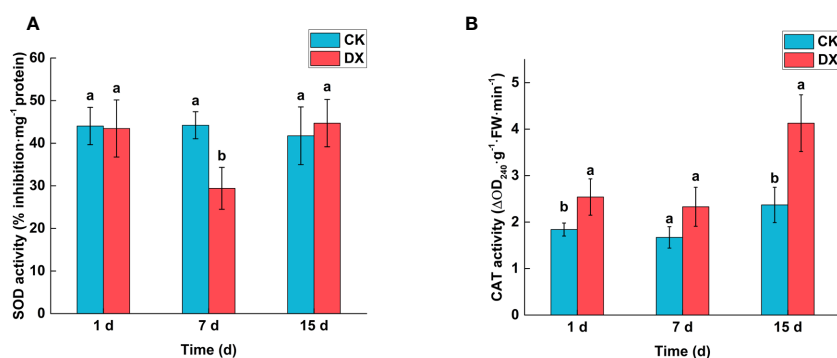 A
CK
DX
SOD activity (% inhibition·mg⁻¹ protein)
60
50
40
30
20
10
0
a a a b a a
1 d 7 d 15 d
Time (d)
B
CK
DX
CAT activity (ΔOD₂₄₀·g⁻¹·FW·min⁻¹)
5
4
3
2
1
0
b a a a b a
1 d 7 d 15 d
Time (d)